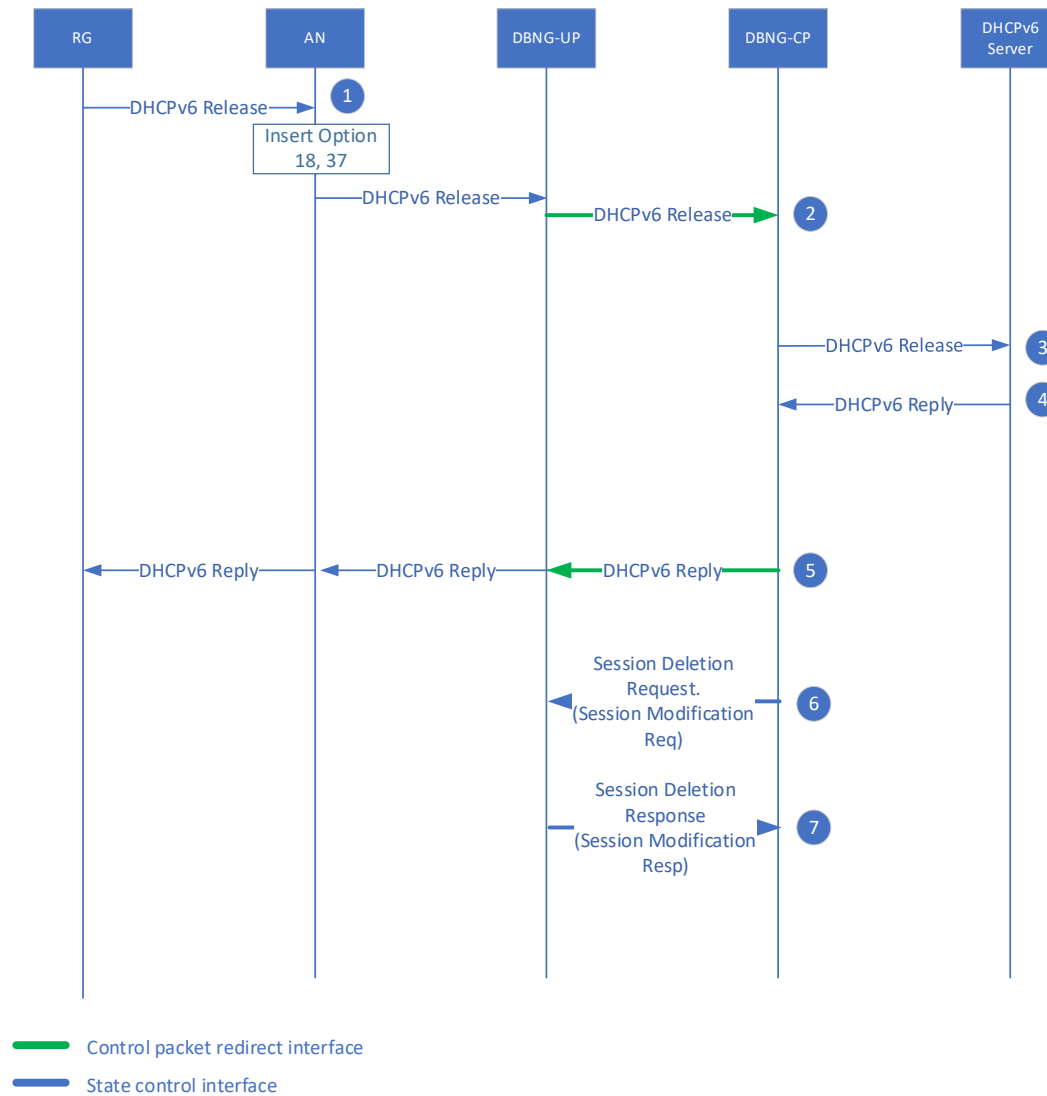 RG
AN
DBNG-UP
DBNG-CP
DHCPv6
Server
DHCPv6 Release
1
Insert Option
18, 37
DHCPv6 Release
DHCPv6 Release
2
DHCPv6 Release
3
DHCPv6 Reply
4
DHCPv6 Reply
DHCPv6 Reply
DHCPv6 Reply
5
Session Deletion
Request.
(Session Modification
Req)
6
Session Deletion
Response
(Session Modification
Resp)
7
Control packet redirect interface
State control interface